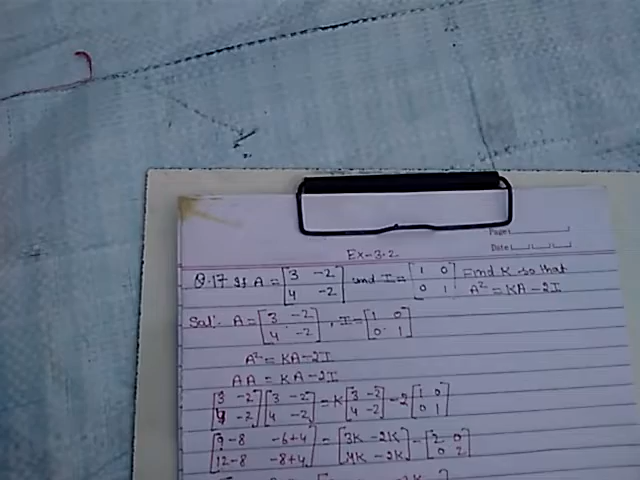 Page:
Date
Ex-3.2
Q.17 If A = [3 -2] and I = [1 0] Find K so that
[4 -2] [0 1] A² = KA - 2I
Sol:- A = [3 -2], I = [1 0]
[4 -2] [0 1]
A² = KA - 2I
AA = KA - 2I
[3 -2] [3 -2] = K [3 -2] - 2 [1 0]
[4 -2] [4 -2] [4 -2] [0 1]
[9-8 -6+4] = [3K -2K] - [2 0]
[12-8 -8+4] [4K -2K] [0 2]